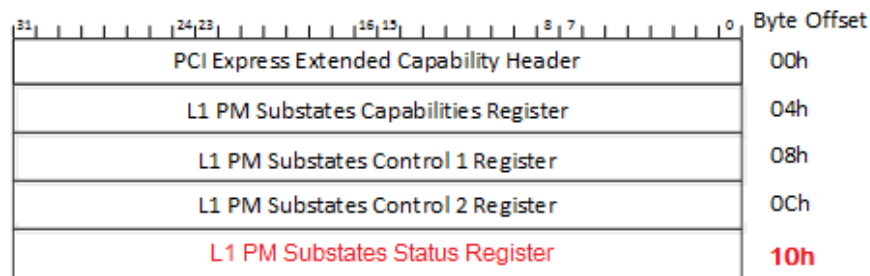 31 24 23 16 15 8 7 0 Byte Offset
PCI Express Extended Capability Header 00h
L1 PM Substates Capabilities Register 04h
L1 PM Substates Control 1 Register 08h
L1 PM Substates Control 2 Register 0Ch
L1 PM Substates Status Register 10h